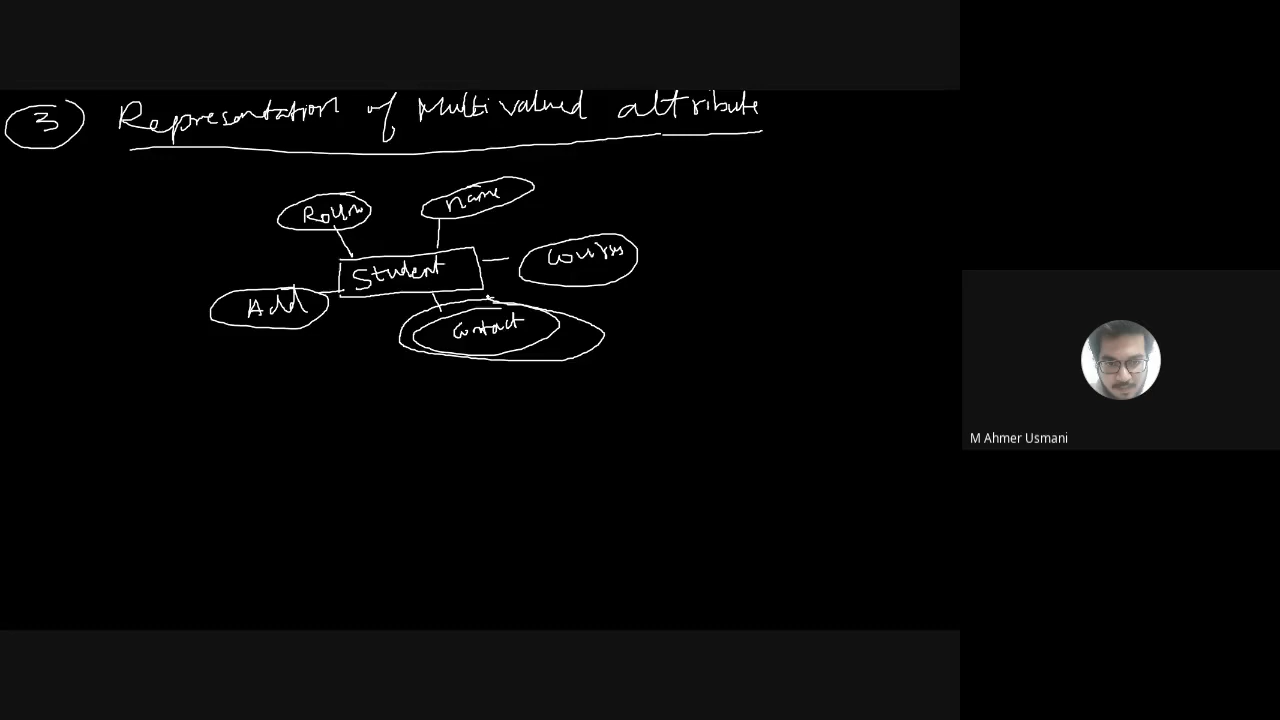 3 Representation of Multivalued attribute
Rollno
Name
Courses
Student
Add
Contact
M Ahmer Usmani